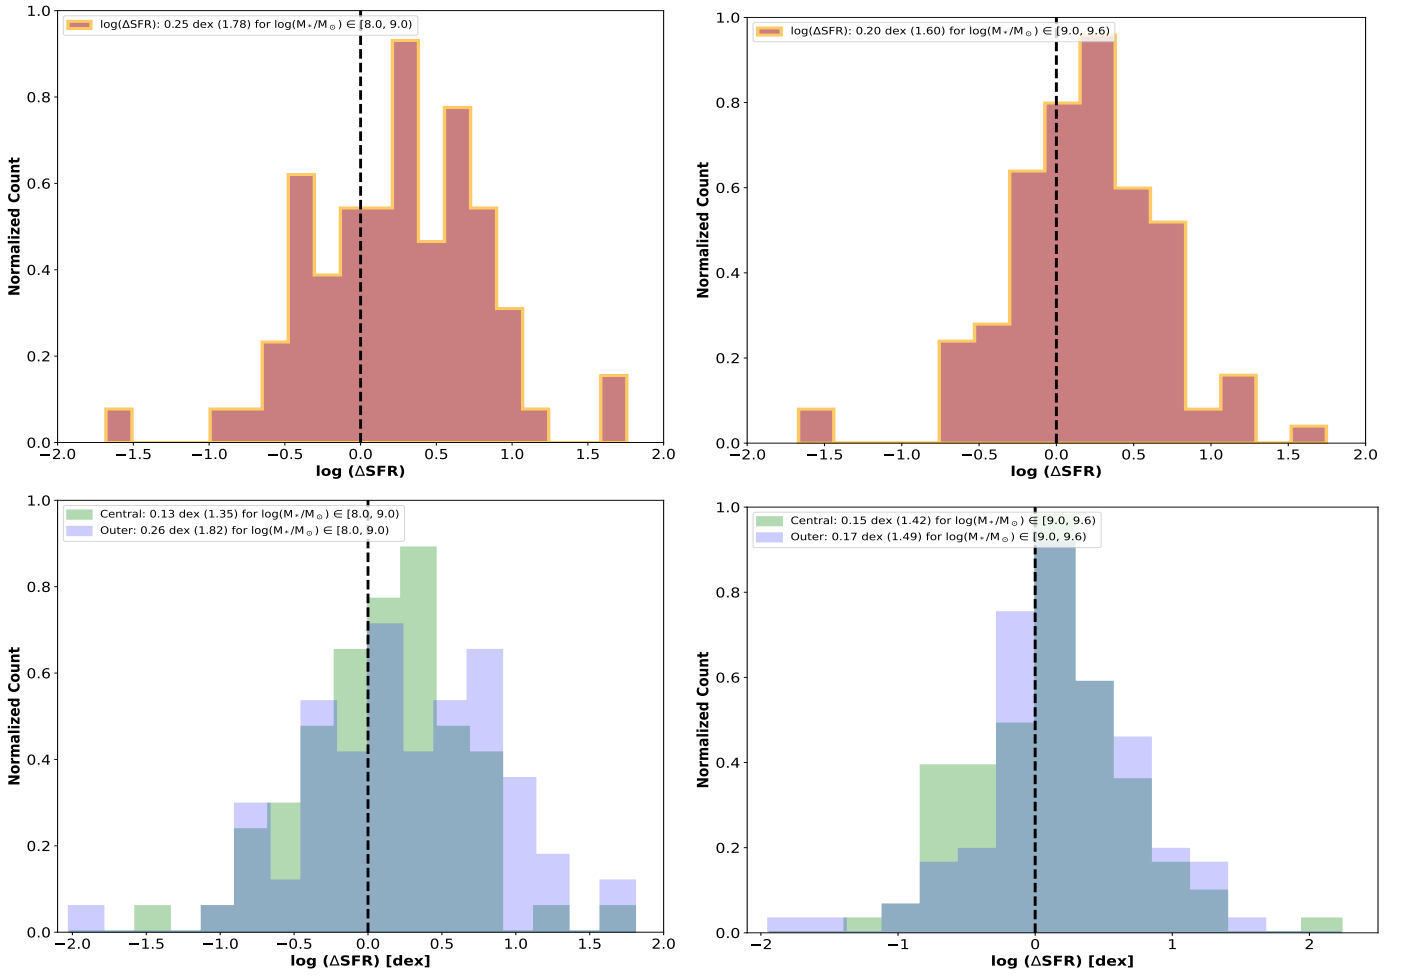 log(ΔSFR): 0.25 dex (1.78) for log(M*/M⊙) ∈ [8.0, 9.0)
1.0
0.8
0.6
0.4
0.2
0.0
Normalized Count
−2.0 −1.5 −1.0 −0.5 0.0 0.5 1.0 1.5 2.0
log (ΔSFR)
log(ΔSFR): 0.20 dex (1.60) for log(M*/M⊙) ∈ [9.0, 9.6)
1.0
0.8
0.6
0.4
0.2
0.0
Normalized Count
−2.0 −1.5 −1.0 −0.5 0.0 0.5 1.0 1.5 2.0
log (ΔSFR)
Central: 0.13 dex (1.35) for log(M*/M⊙) ∈ [8.0, 9.0)
Outer: 0.26 dex (1.82) for log(M*/M⊙) ∈ [8.0, 9.0)
1.0
0.8
0.6
0.4
0.2
0.0
Normalized Count
−2.0 −1.5 −1.0 −0.5 0.0 0.5 1.0 1.5 2.0
log (ΔSFR) [dex]
Central: 0.15 dex (1.42) for log(M*/M⊙) ∈ [9.0, 9.6)
Outer: 0.17 dex (1.49) for log(M*/M⊙) ∈ [9.0, 9.6)
1.0
0.8
0.6
0.4
0.2
0.0
Normalized Count
−2 −1 0 1 2
log (ΔSFR) [dex]